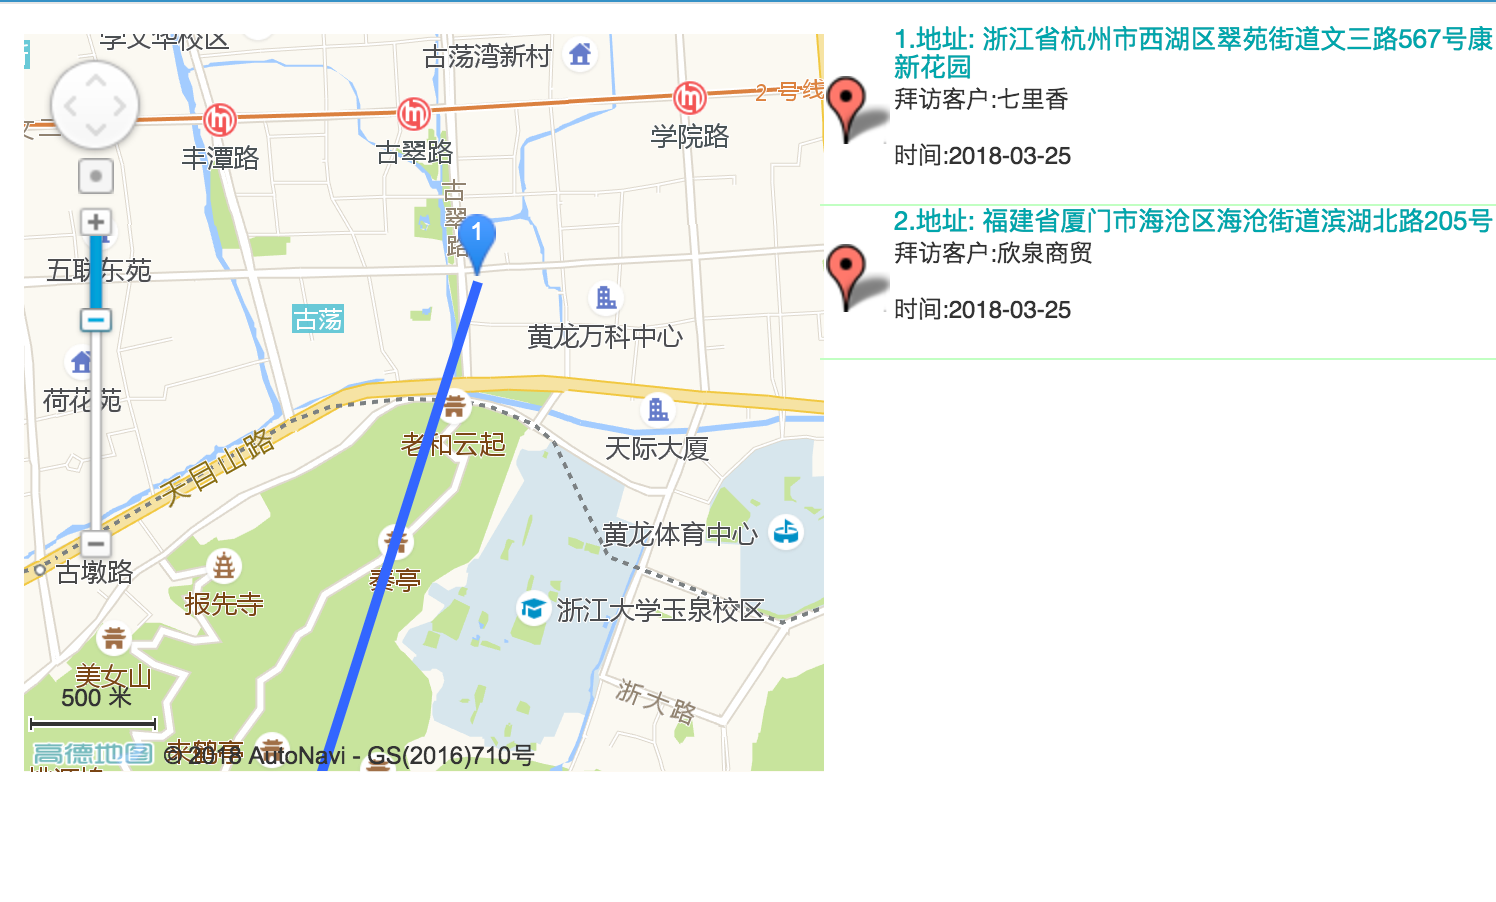 学文华校区
古荡湾新村
2 号线
丰潭路
古翠路
学院路
古翠路
1
五联东苑
古荡
黄龙万科中心
荷花苑
老和云起
天际大厦
天目山路
黄龙体育中心
古墩路
秦亭
报先寺
浙江大学玉泉校区
美女山
500 米
浙大路
来鹤亭
高德地图 © 2018 AutoNavi - GS(2016)710号
1.地址: 浙江省杭州市西湖区翠苑街道文三路567号康
新花园
拜访客户:七里香
时间:2018-03-25
2.地址: 福建省厦门市海沧区海沧街道滨湖北路205号
拜访客户:欣泉商贸
时间:2018-03-25